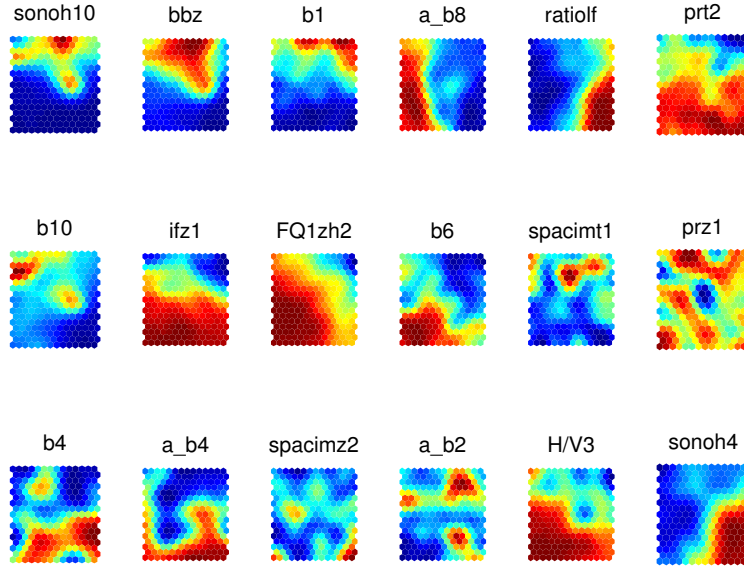 sonoh10 bbz b1 a_b8 ratiolf prt2
b10 ifz1 FQ1zh2 b6 spacimt1 prz1
b4 a_b4 spacimz2 a_b2 H/V3 sonoh4